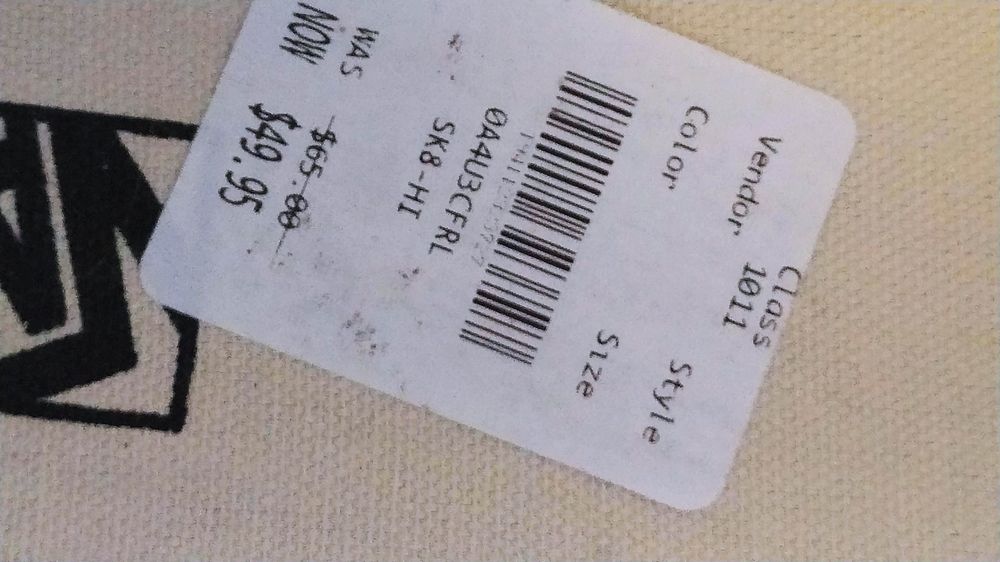 Class
Vendor 1011 Style
Color Size
0A4U3CFRL
SK8-HI
WAS $65.00
NOW $49.95